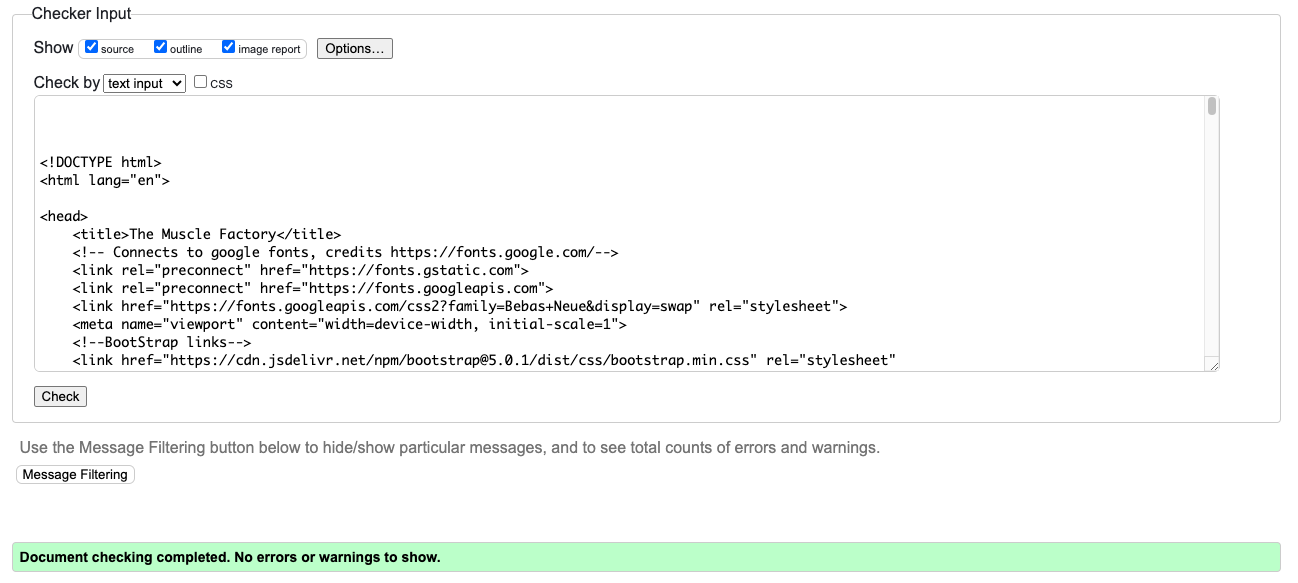 Checker Input
Show source outline image report Options...
Check by text input CSS
<!DOCTYPE html>
<html lang="en">
<head>
<title>The Muscle Factory</title>
<!-- Connects to google fonts, credits https://fonts.google.com/-->
<link rel="preconnect" href="https://fonts.gstatic.com">
<link rel="preconnect" href="https://fonts.googleapis.com">
<link href="https://fonts.googleapis.com/css2?family=Bebas+Neue&display=swap" rel="stylesheet">
<meta name="viewport" content="width=device-width, initial-scale=1">
<!--BootStrap links-->
<link href="https://cdn.jsdelivr.net/npm/bootstrap@5.0.1/dist/css/bootstrap.min.css" rel="stylesheet"
Check
Use the Message Filtering button below to hide/show particular messages, and to see total counts of errors and warnings.
Message Filtering
Document checking completed. No errors or warnings to show.